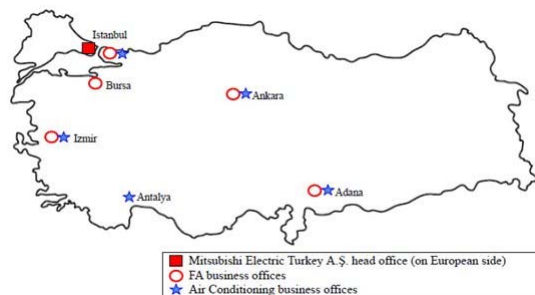 Istanbul
Bursa
Ankara
Izmir
Antalya
Adana
Mitsubishi Electric Turkey A.Ş. head office (on European side)
FA business offices
Air Conditioning business offices